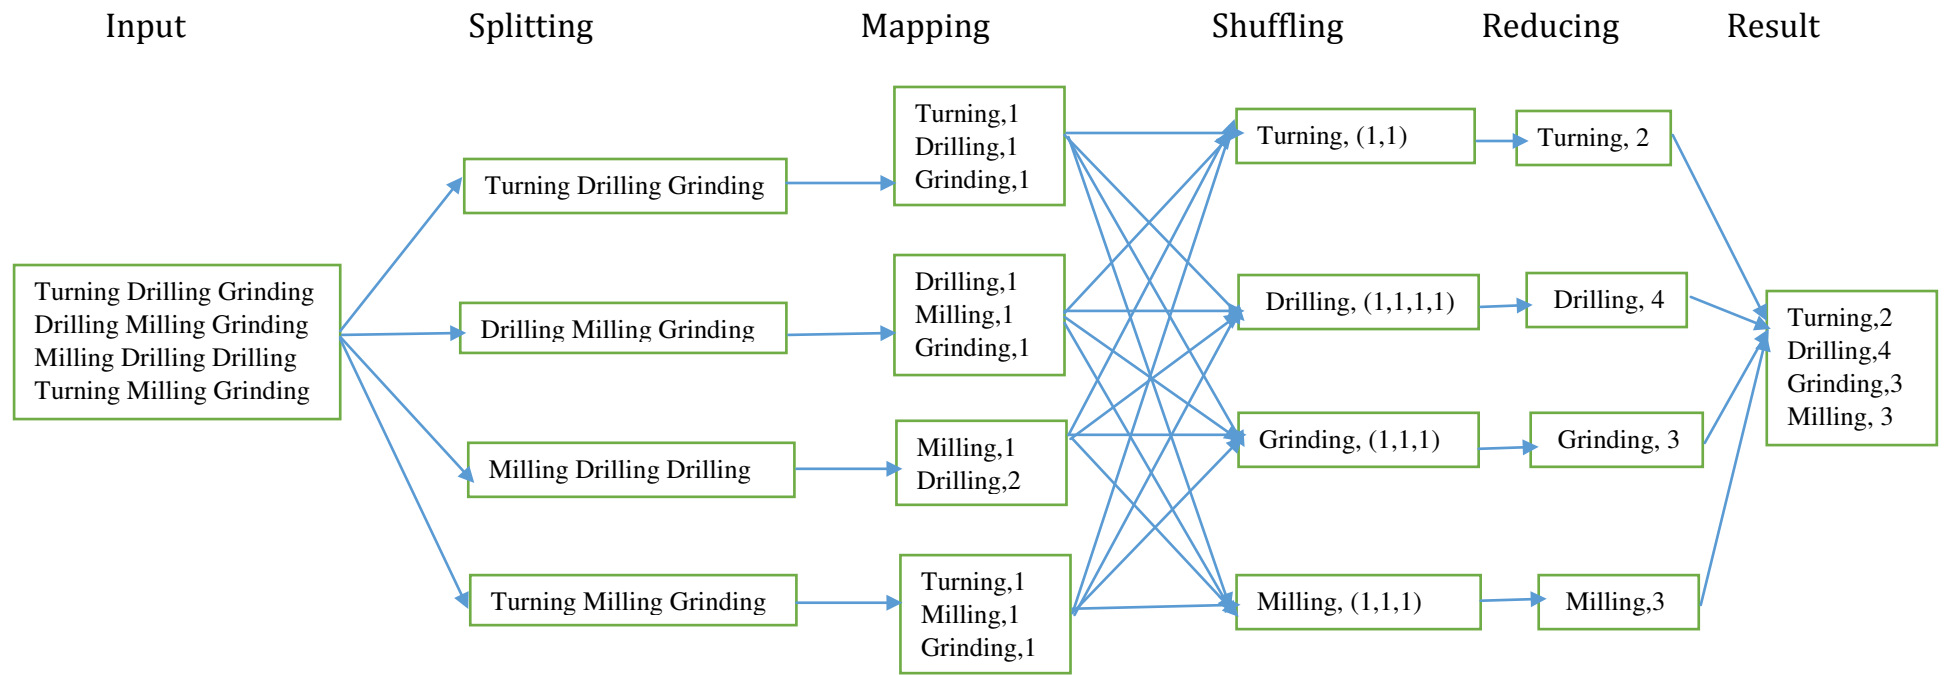 Input
Splitting
Mapping
Shuffling
Reducing
Result
Turning Drilling Grinding
Drilling Milling Grinding
Milling Drilling Drilling
Turning Milling Grinding
Turning Drilling Grinding
Drilling Milling Grinding
Milling Drilling Drilling
Turning Milling Grinding
Turning,1
Drilling,1
Grinding,1
Drilling,1
Milling,1
Grinding,1
Milling,1
Drilling,2
Turning,1
Milling,1
Grinding,1
Turning, (1,1)
Drilling, (1,1,1,1)
Grinding, (1,1,1)
Milling, (1,1,1)
Turning, 2
Drilling, 4
Grinding, 3
Milling,3
Turning,2
Drilling,4
Grinding,3
Milling, 3